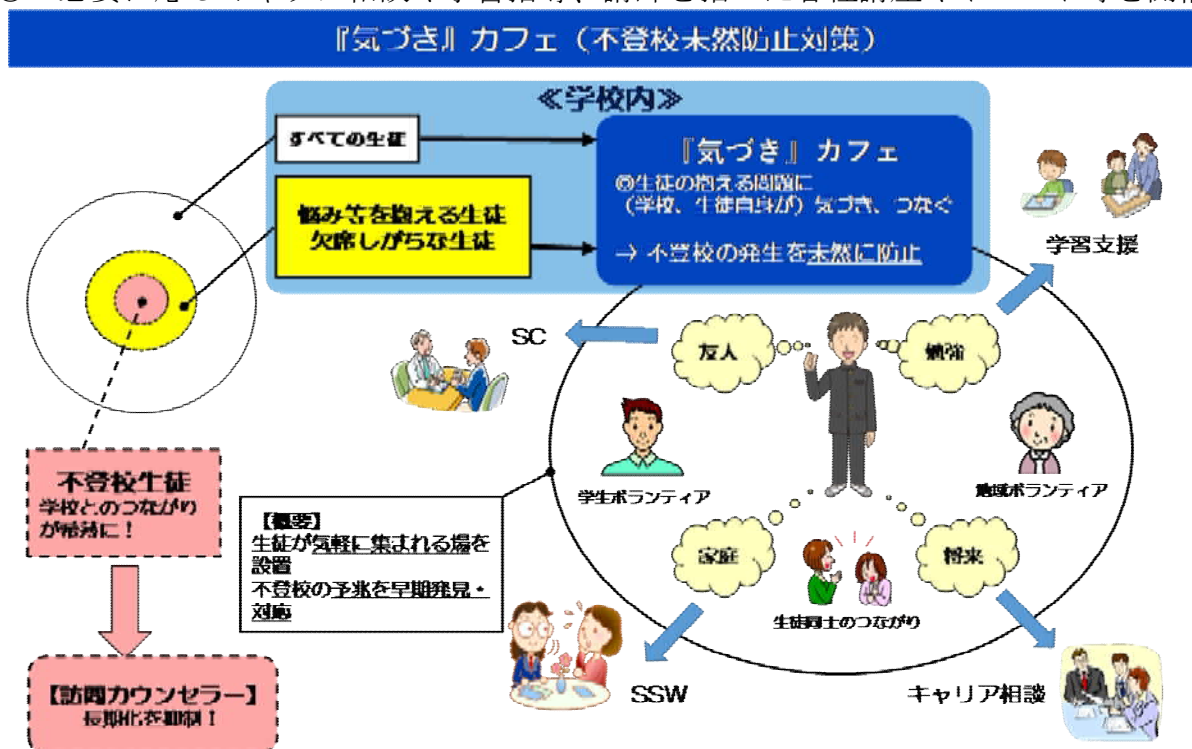 『気づき』カフェ（不登校未然防止対策）
≪学校内≫
すべての生徒
悩み等を抱える生徒
欠席しがちな生徒
『気づき』カフェ
◎生徒の抱える問題に
（学校、生徒自身が）気づき、つなぐ
→ 不登校の発生を未然に防止
学習支援
SC
友人
勉強
学生ボランティア
地域ボランティア
不登校生徒
学校とのつながり
が希薄に！
【概要】
生徒が気軽に集まれる場を
設置
不登校の予兆を早期発見・
対応
家庭
将来
生徒同士のつながり
SSW
キャリア相談
【訪問カウンセラー】
長期化を抑制！